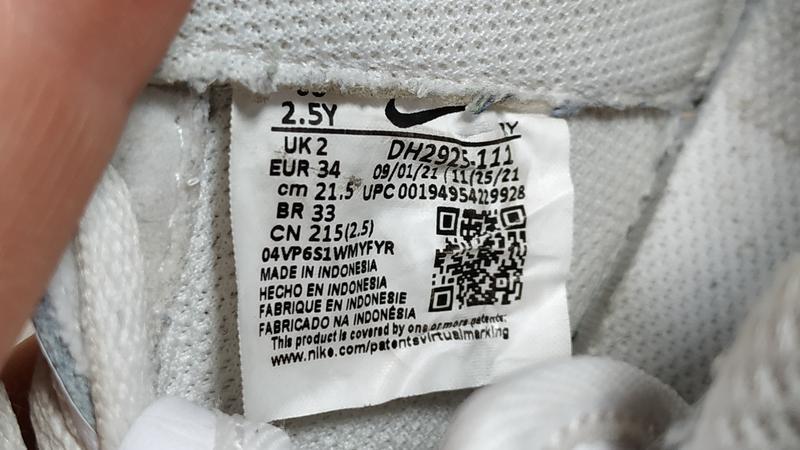 2.5Y
UK 2
EUR 34
cm 21.5
BR 33
CN 215(2.5)
04VP6S1WMYFYR
MADE IN INDONESIA
HECHO EN INDONESIA
FABRIQUE EN INDONÉSIE
FABRICADO NA INDONÉSIA
This product is covered by one or more patents:
www.nike.com/patentsvirtualmarking
DH2925-111
09/01/21 (11(25/21
UPC 00194954229928